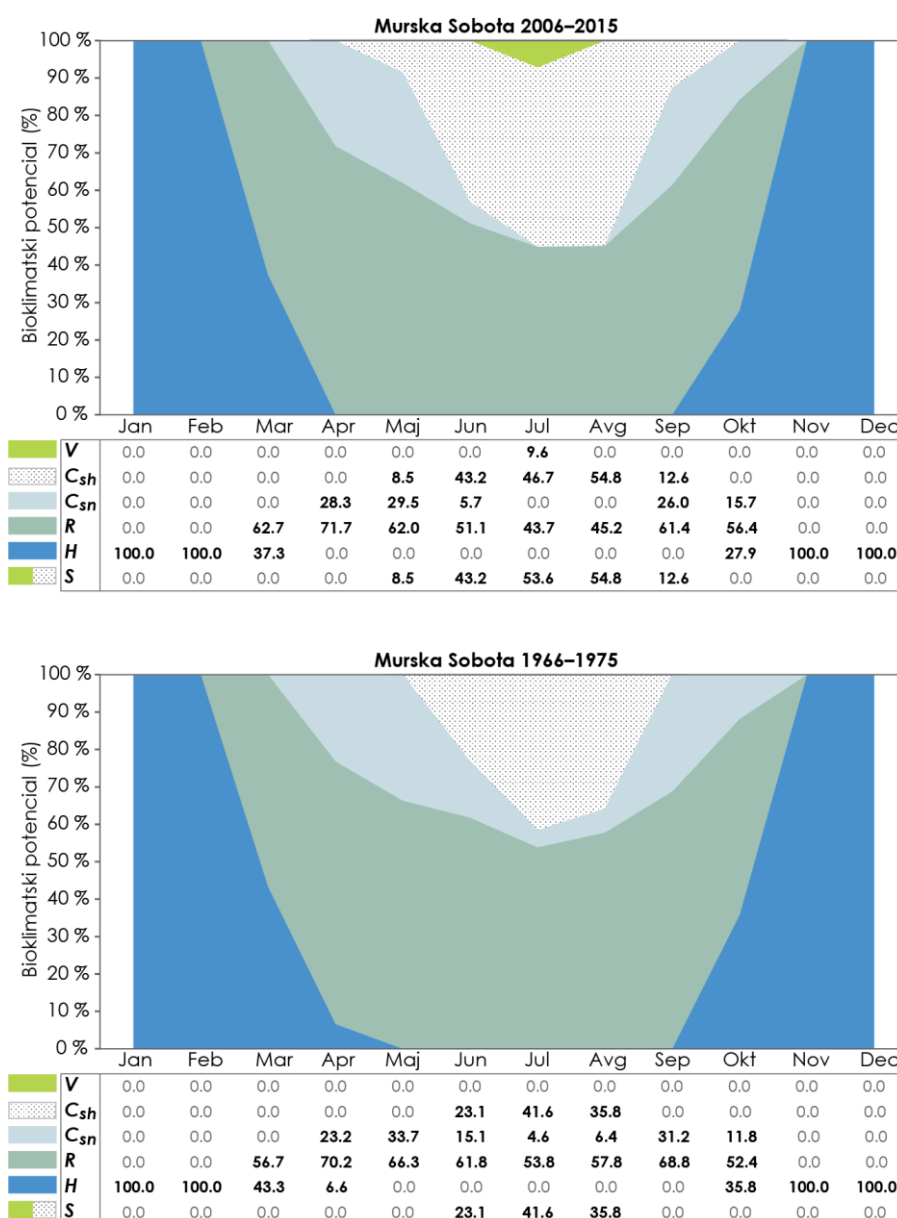 Murska Sobota 2006–2015
Bioklimatski potencial (%)
100 %
90 %
80 %
70 %
60 %
50 %
40 %
30 %
20 %
10 %
0 %
Jan Feb Mar Apr Maj Jun Jul Avg Sep Okt Nov Dec
V 0.0 0.0 0.0 0.0 0.0 0.0 9.6 0.0 0.0 0.0 0.0 0.0
Csh 0.0 0.0 0.0 0.0 8.5 43.2 46.7 54.8 12.6 0.0 0.0 0.0
Csn 0.0 0.0 0.0 28.3 29.5 5.7 0.0 0.0 26.0 15.7 0.0 0.0
R 0.0 0.0 62.7 71.7 62.0 51.1 43.7 45.2 61.4 56.4 0.0 0.0
H 100.0 100.0 37.3 0.0 0.0 0.0 0.0 0.0 0.0 27.9 100.0 100.0
S 0.0 0.0 0.0 0.0 8.5 43.2 53.6 54.8 12.6 0.0 0.0 0.0
Murska Sobota 1966–1975
Bioklimatski potencial (%)
100 %
90 %
80 %
70 %
60 %
50 %
40 %
30 %
20 %
10 %
0 %
Jan Feb Mar Apr Maj Jun Jul Avg Sep Okt Nov Dec
V 0.0 0.0 0.0 0.0 0.0 0.0 0.0 0.0 0.0 0.0 0.0 0.0
Csh 0.0 0.0 0.0 0.0 0.0 23.1 41.6 35.8 0.0 0.0 0.0 0.0
Csn 0.0 0.0 0.0 23.2 33.7 15.1 4.6 6.4 31.2 11.8 0.0 0.0
R 0.0 0.0 56.7 70.2 66.3 61.8 53.8 57.8 68.8 52.4 0.0 0.0
H 100.0 100.0 43.3 6.6 0.0 0.0 0.0 0.0 0.0 35.8 100.0 100.0
S 0.0 0.0 0.0 0.0 0.0 23.1 41.6 35.8 0.0 0.0 0.0 0.0